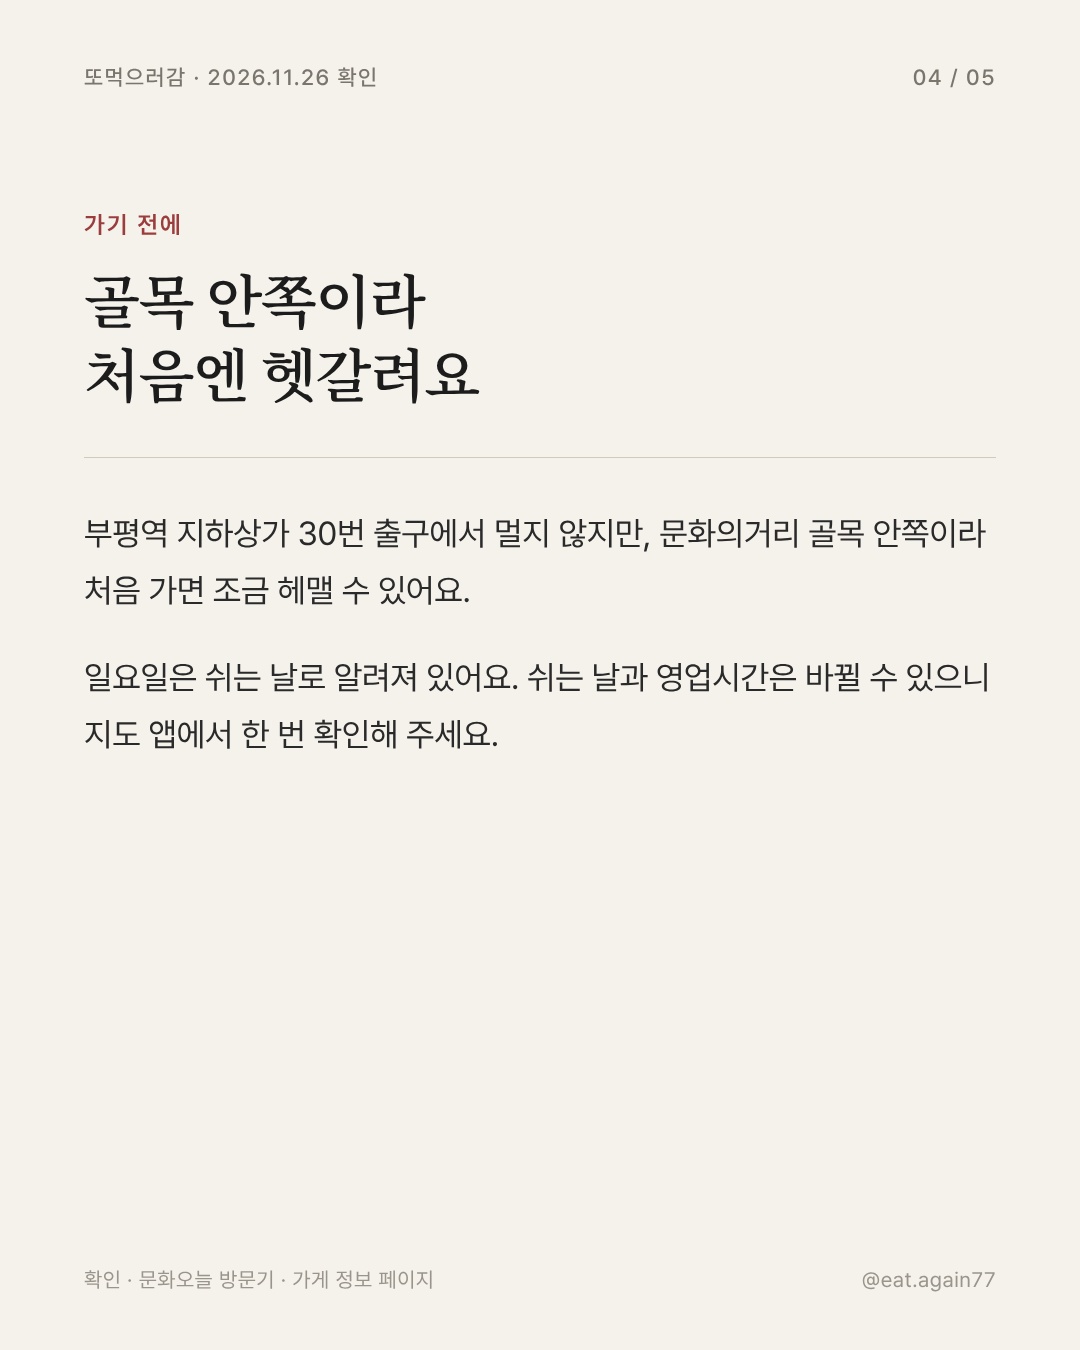 또먹으러감 · 2026.11.26 확인
04 / 05
가기 전에
골목 안쪽이라
처음엔 헷갈려요
부평역 지하상가 30번 출구에서 멀지 않지만, 문화의거리 골목 안쪽이라
처음 가면 조금 헤맬 수 있어요.
일요일은 쉬는 날로 알려져 있어요. 쉬는 날과 영업시간은 바뀔 수 있으니
지도 앱에서 한 번 확인해 주세요.
확인 · 문화오늘 방문기 · 가게 정보 페이지
@eat.again77